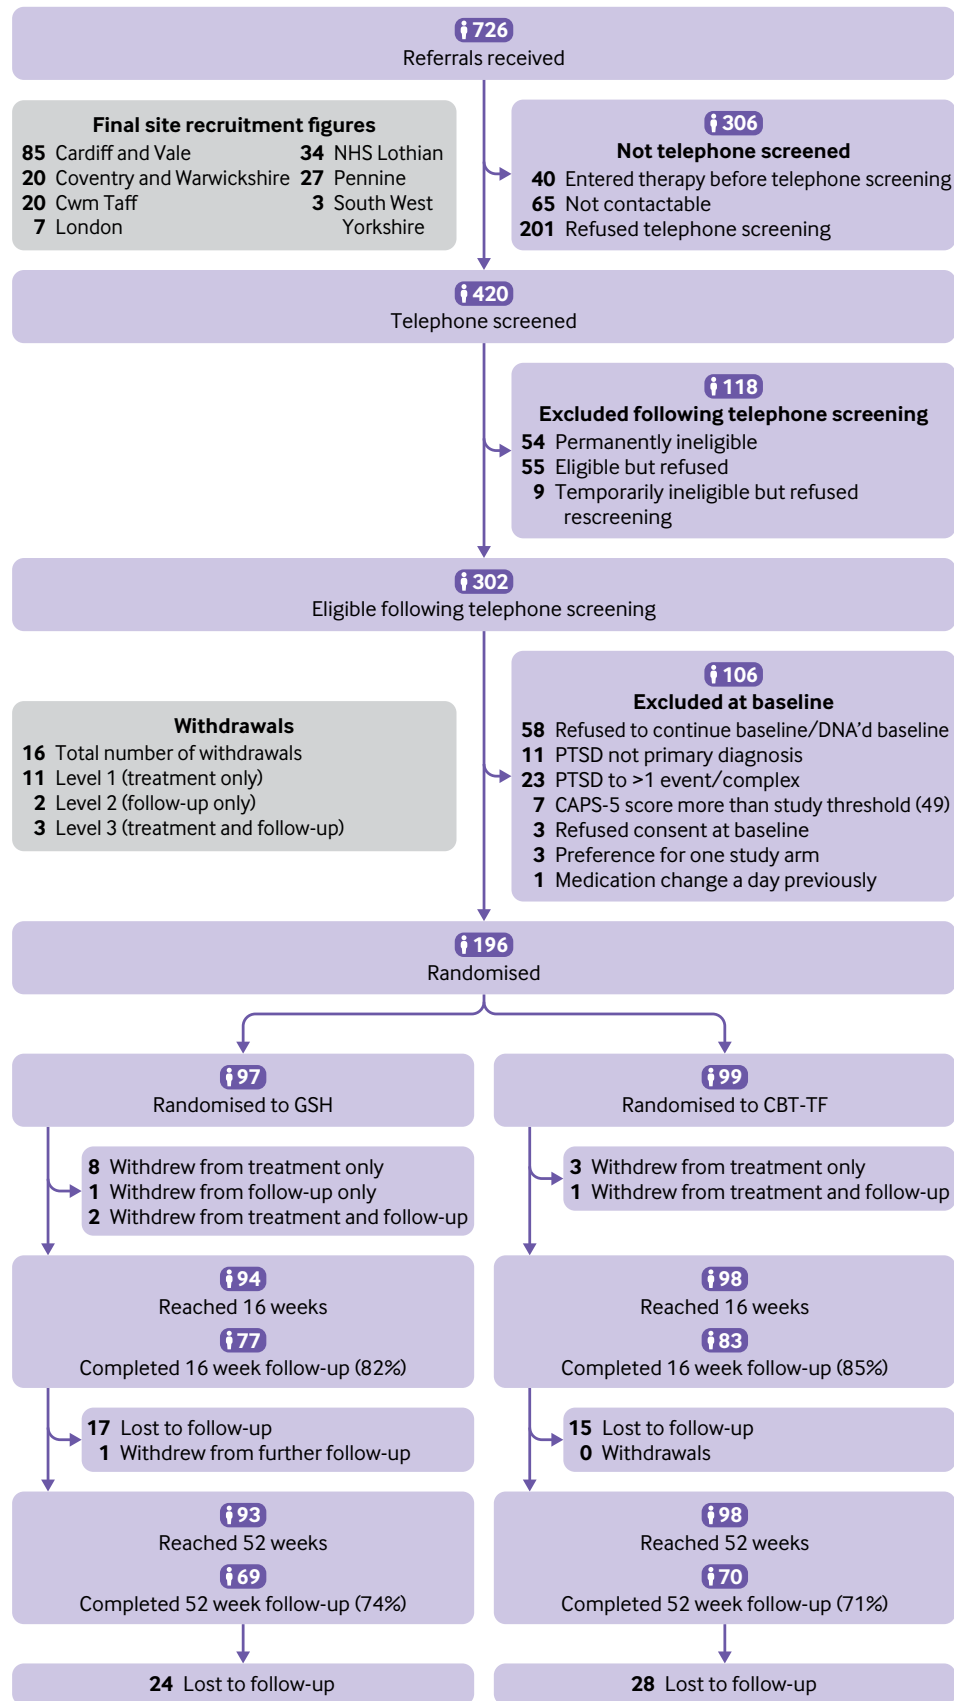 726
Referrals received
Final site recruitment figures
85 Cardiff and Vale
20 Coventry and Warwickshire
20 Cwm Taff
7 London
34 NHS Lothian
27 Pennine
3 South West
Yorkshire
306
Not telephone screened
40 Entered therapy before telephone screening
65 Not contactable
201 Refused telephone screening
420
Telephone screened
118
Excluded following telephone screening
54 Permanently ineligible
55 Eligible but refused
9 Temporarily ineligible but refused
rescreening
302
Eligible following telephone screening
Withdrawals
16 Total number of withdrawals
11 Level 1 (treatment only)
2 Level 2 (follow-up only)
3 Level 3 (treatment and follow-up)
106
Excluded at baseline
58 Refused to continue baseline/DNA'd baseline
11 PTSD not primary diagnosis
23 PTSD to >1 event/complex
7 CAPS-5 score more than study threshold (49)
3 Refused consent at baseline
3 Preference for one study arm
1 Medication change a day previously
196
Randomised
97
Randomised to GSH
8 Withdrew from treatment only
1 Withdrew from follow-up only
2 Withdrew from treatment and follow-up
94
Reached 16 weeks
77
Completed 16 week follow-up (82%)
17 Lost to follow-up
1 Withdrew from further follow-up
93
Reached 52 weeks
69
Completed 52 week follow-up (74%)
24 Lost to follow-up
99
Randomised to CBT-TF
3 Withdrew from treatment only
1 Withdrew from treatment and follow-up
98
Reached 16 weeks
83
Completed 16 week follow-up (85%)
15 Lost to follow-up
0 Withdrawals
98
Reached 52 weeks
70
Completed 52 week follow-up (71%)
28 Lost to follow-up